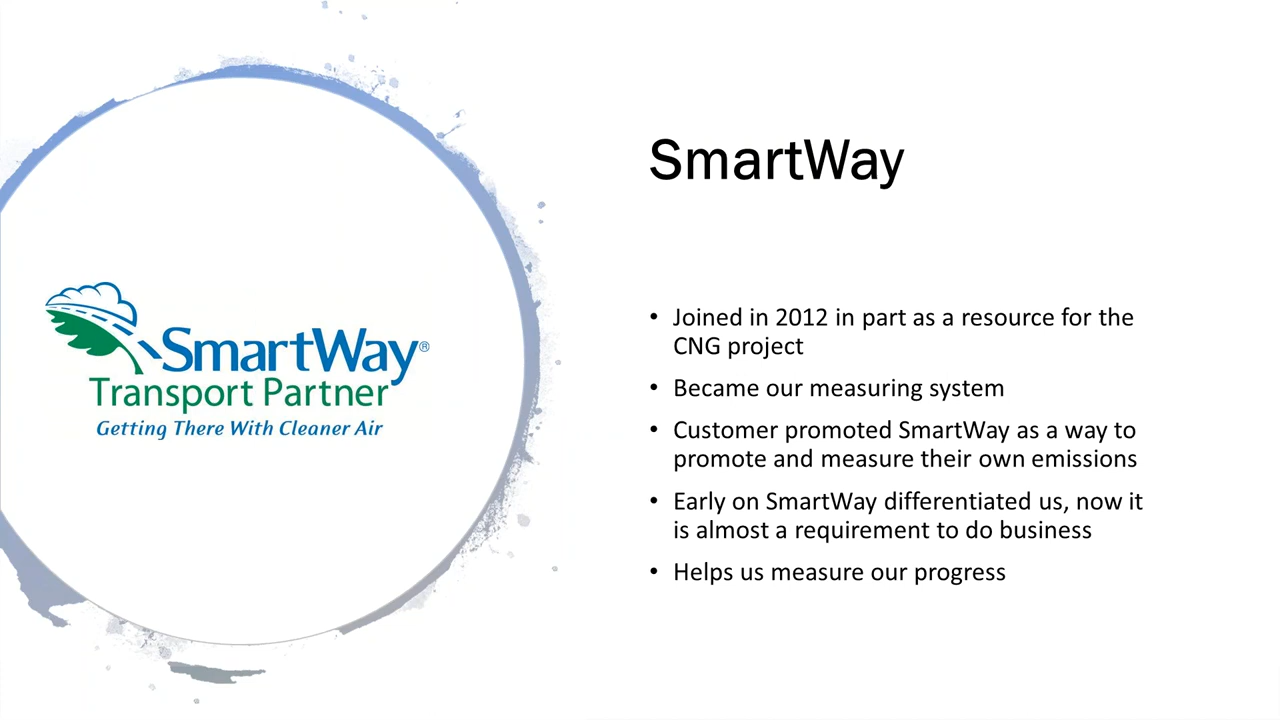 SmartWay
SmartWay®
Transport Partner
Getting There With Cleaner Air
• Joined in 2012 in part as a resource for the
CNG project
• Became our measuring system
• Customer promoted SmartWay as a way to
promote and measure their own emissions
• Early on SmartWay differentiated us, now it
is almost a requirement to do business
• Helps us measure our progress